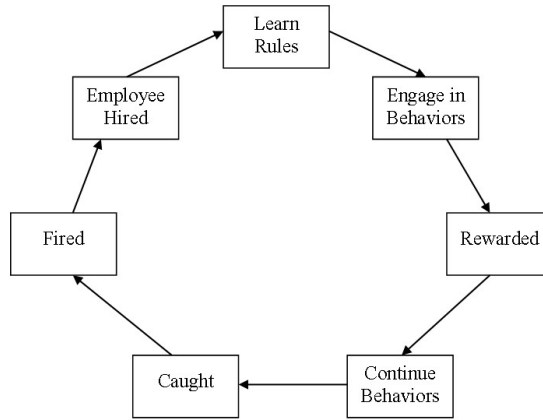 Learn
Rules
Engage in
Behaviors
Rewarded
Continue
Behaviors
Caught
Fired
Employee
Hired